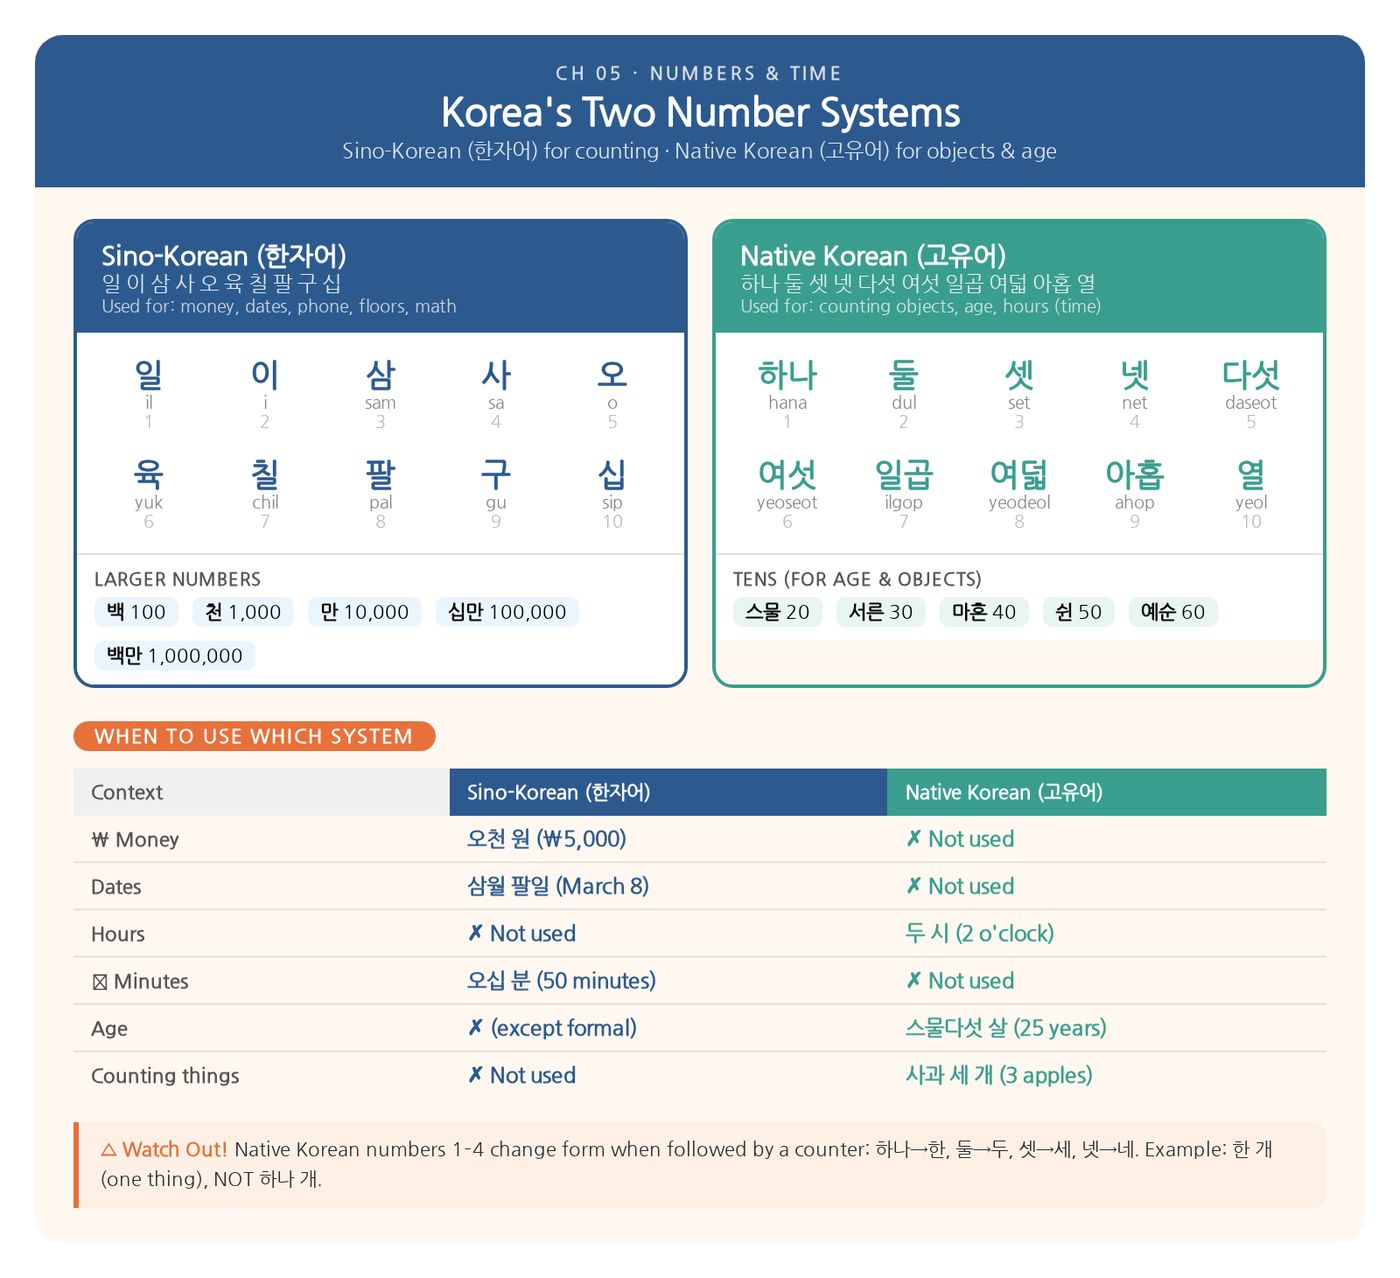 CH 05 · NUMBERS & TIME
Korea's Two Number Systems
Sino-Korean (한자어) for counting · Native Korean (고유어) for objects & age
Sino-Korean (한자어)
일 이 삼 사 오 육 칠 팔 구 십
Used for: money, dates, phone, floors, math
일 이 삼 사 오
il i sam sa o
1 2 3 4 5
육 칠 팔 구 십
yuk chil pal gu sip
6 7 8 9 10
LARGER NUMBERS
백 100 천 1,000 만 10,000 십만 100,000
백만 1,000,000
Native Korean (고유어)
하나 둘 셋 넷 다섯 여섯 일곱 여덟 아홉 열
Used for: counting objects, age, hours (time)
하나 둘 셋 넷 다섯
hana dul set net daseot
1 2 3 4 5
여섯 일곱 여덟 아홉 열
yeoseot ilgop yeodeol ahop yeol
6 7 8 9 10
TENS (FOR AGE & OBJECTS)
스물 20 서른 30 마흔 40 쉰 50 예순 60
WHEN TO USE WHICH SYSTEM
Context Sino-Korean (한자어) Native Korean (고유어)
₩ Money 오천 원 (₩5,000) ✗ Not used
Dates 삼월 팔일 (March 8) ✗ Not used
Hours ✗ Not used 두 시 (2 o'clock)
Minutes 오십 분 (50 minutes) ✗ Not used
Age ✗ (except formal) 스물다섯 살 (25 years)
Counting things ✗ Not used 사과 세 개 (3 apples)
△ Watch Out! Native Korean numbers 1–4 change form when followed by a counter: 하나→한, 둘→두, 셋→세, 넷→네. Example: 한 개
(one thing), NOT 하나 개.